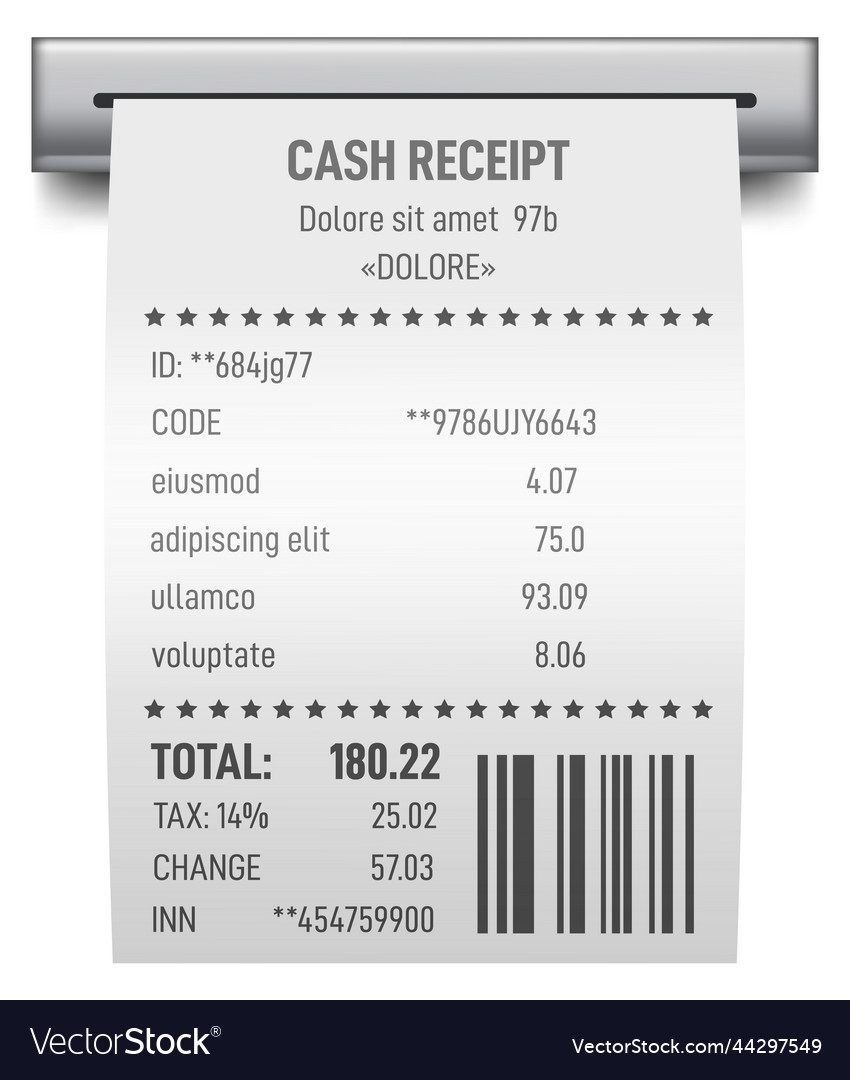 CASH RECEIPT
Dolore sit amet 97b
«DOLORE»
ID: **684jg77
CODE **9786UJY6643
eiusmod 4.07
adipiscing elit 75.0
ullamco 93.09
voluptate 8.06
TOTAL: 180.22
TAX: 14% 25.02
CHANGE 57.03
INN **454759900
VectorStock® VectorStock.com/44297549